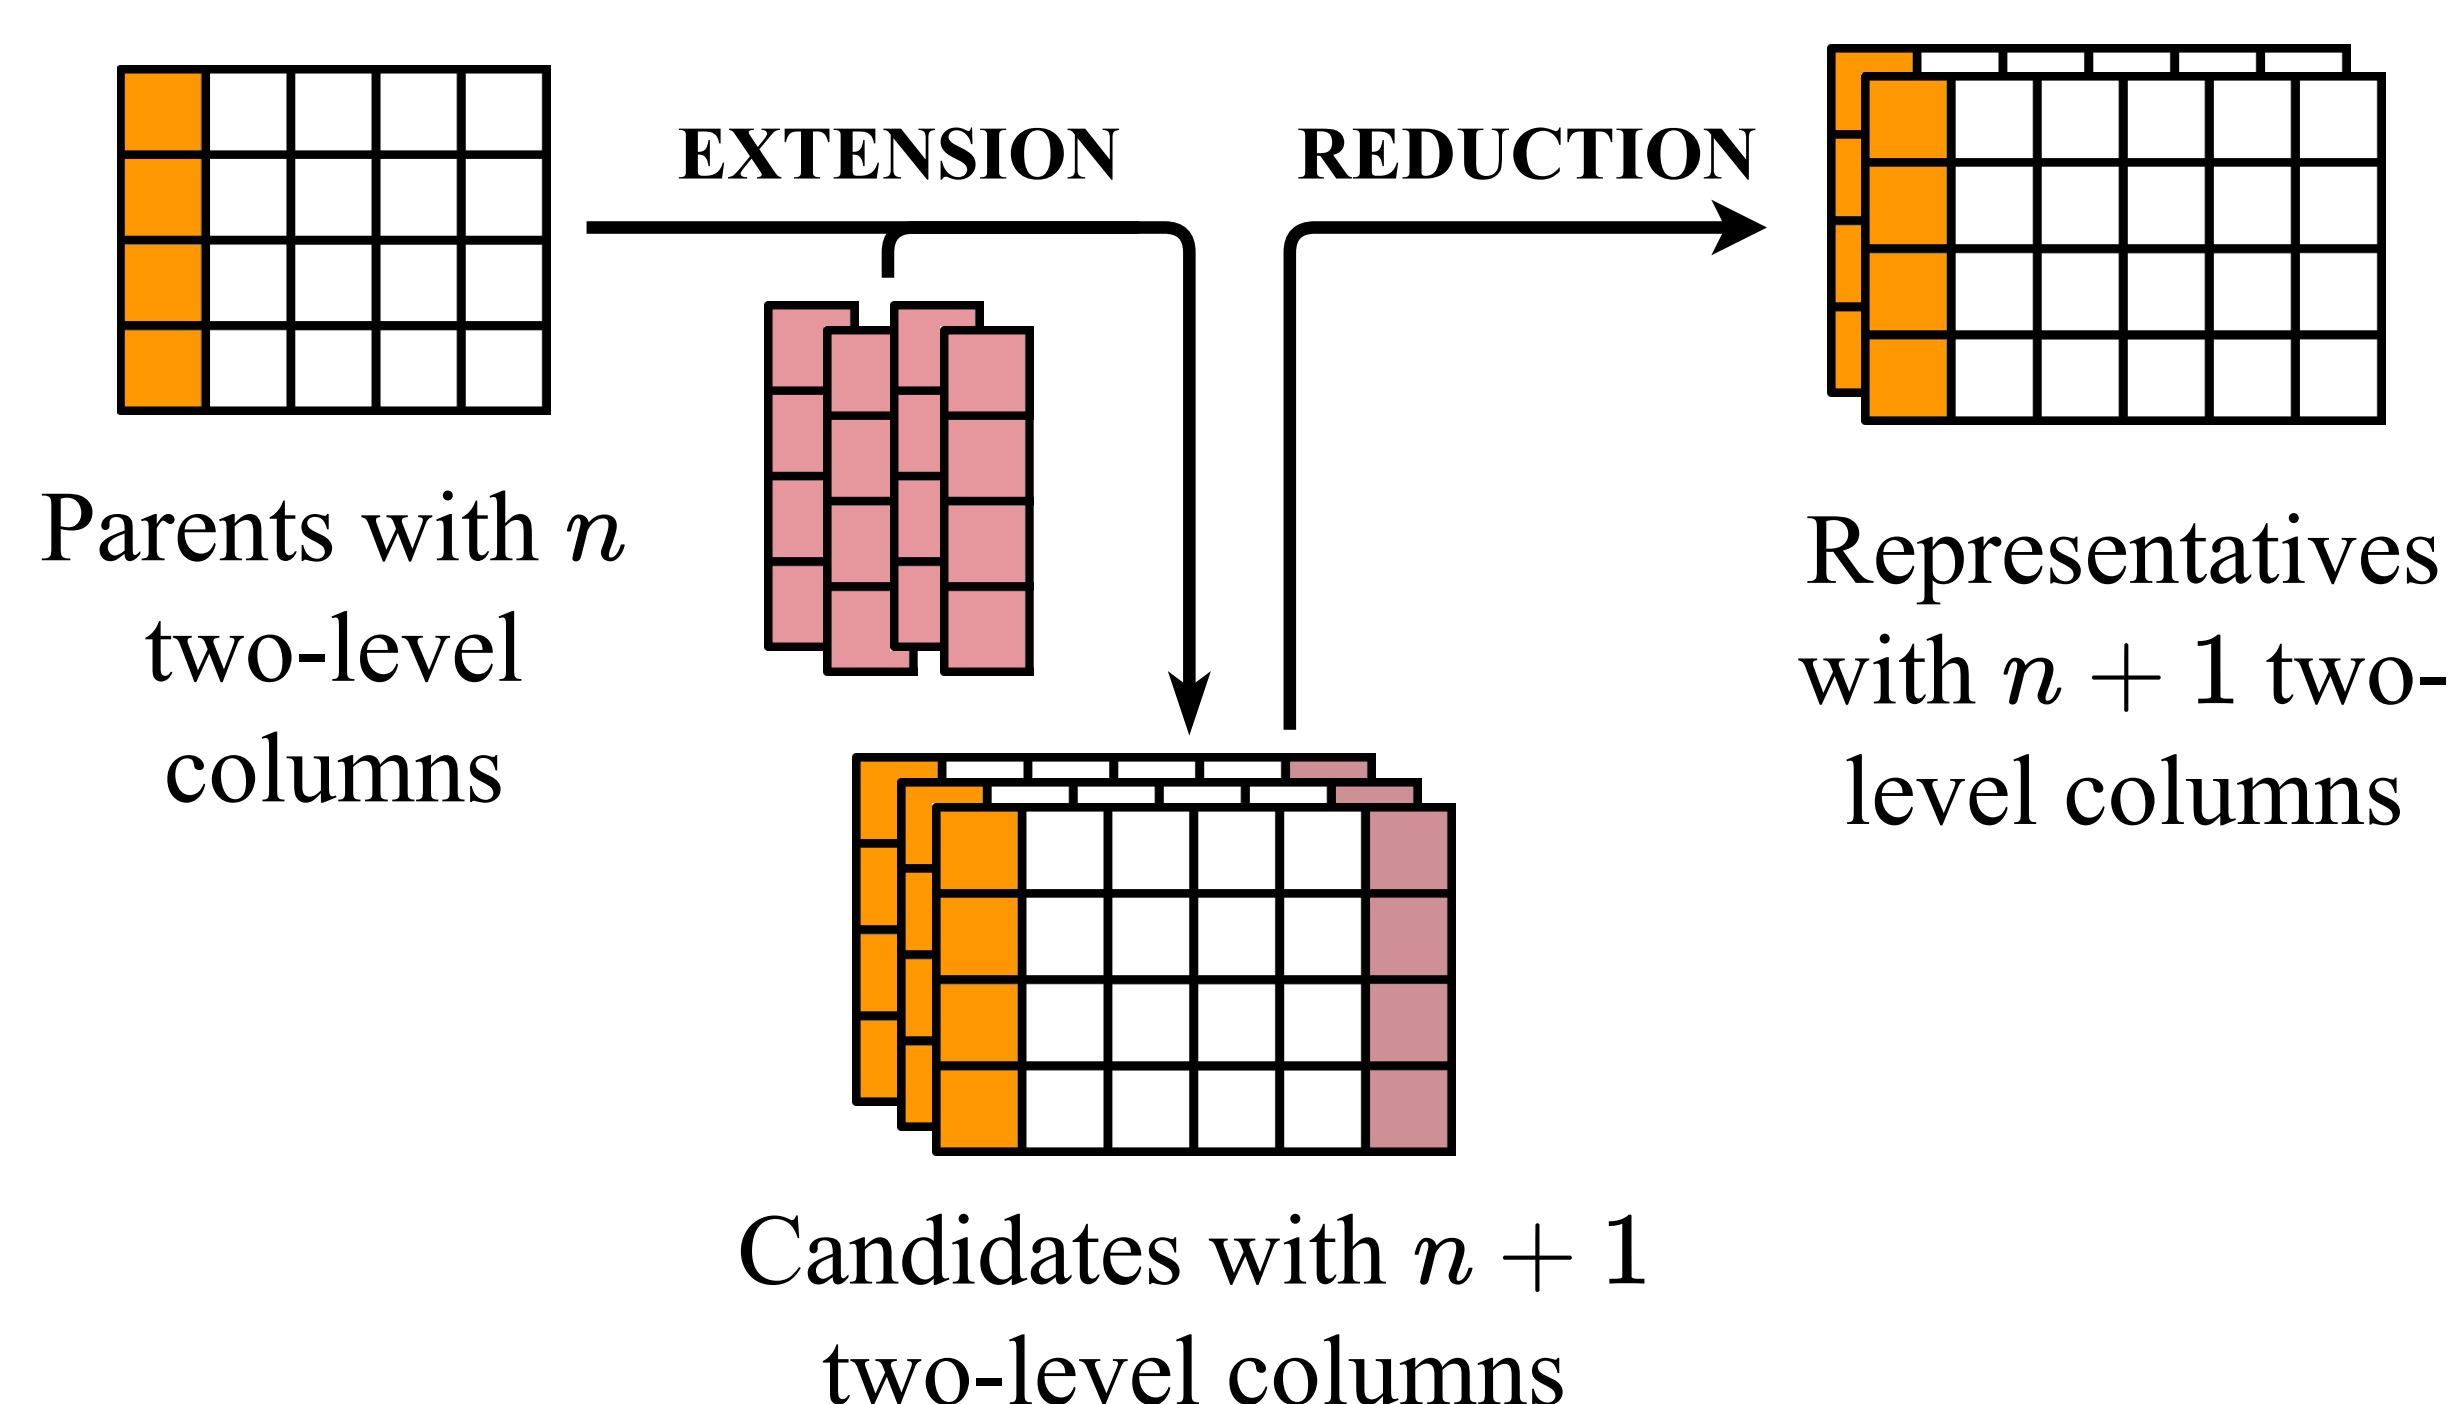 EXTENSION
REDUCTION
Parents with n
two-level
columns
Representatives
with n + 1 two-
level columns
Candidates with n + 1
two-level columns